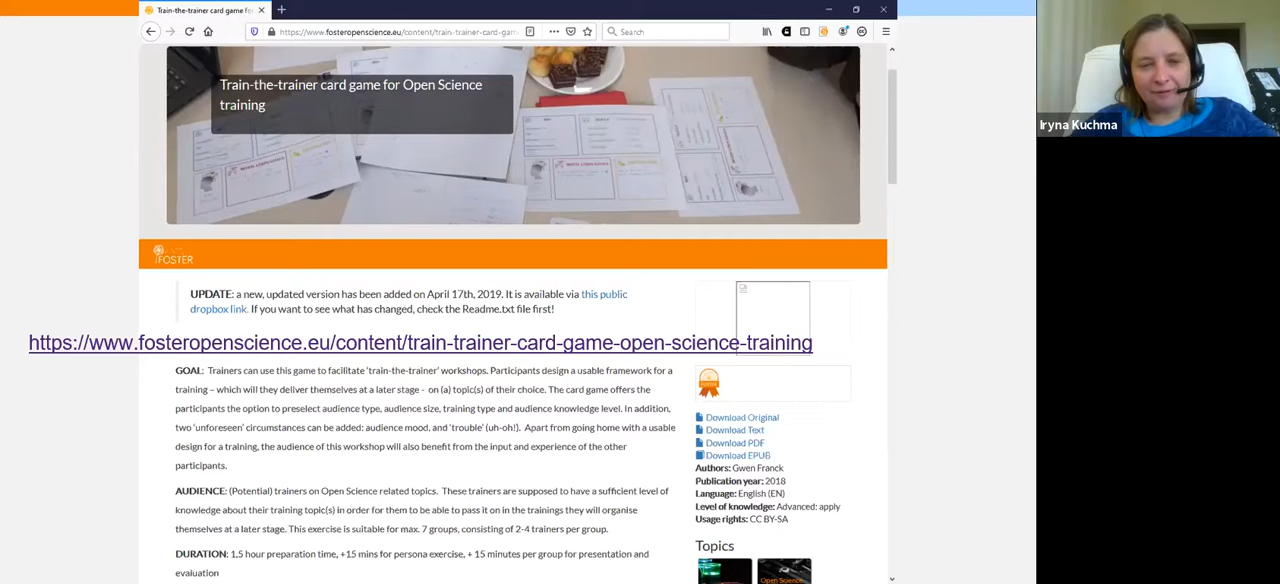 Train-the-trainer card game fo
https://www.fosteropenscience.eu/content/train-trainer-card-gam
Search
Iryna Kuchma
Train-the-trainer card game for Open Science
training
FOSTER
UPDATE: a new, updated version has been added on April 17th, 2019. It is available via this public
dropbox link. If you want to see what has changed, check the Readme.txt file first!
https://www.fosteropenscience.eu/content/train-trainer-card-game-open-science-training
GOAL: Trainers can use this game to facilitate 'train-the-trainer' workshops. Participants design a usable framework for a
training – which will they deliver themselves at a later stage - on (a) topic(s) of their choice. The card game offers the
participants the option to preselect audience type, audience size, training type and audience knowledge level. In addition,
two 'unforeseen' circumstances can be added: audience mood, and 'trouble' (uh-oh!). Apart from going home with a usable
design for a training, the audience of this workshop will also benefit from the input and experience of the other
participants.
AUDIENCE: (Potential) trainers on Open Science related topics. These trainers are supposed to have a sufficient level of
knowledge about their training topic(s) in order for them to be able to pass it on in the trainings they will organise
themselves at a later stage. This exercise is suitable for max. 7 groups, consisting of 2-4 trainers per group.
DURATION: 1,5 hour preparation time, +15 mins for persona exercise, + 15 minutes per group for presentation and
evaluation
Download Original
Download Text
Download PDF
Download EPUB
Authors: Gwen Franck
Publication year: 2018
Language: English (EN)
Level of knowledge: Advanced: apply
Usage rights: CC BY-SA
Topics
Open Science